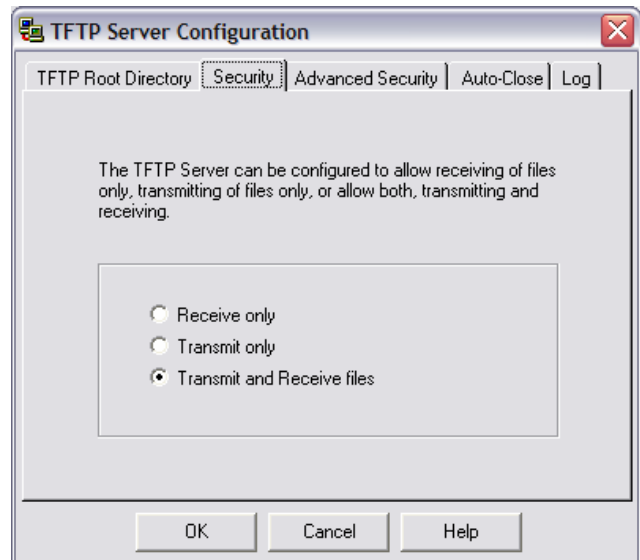 TFTP Server Configuration
TFTP Root Directory Security Advanced Security Auto-Close Log
The TFTP Server can be configured to allow receiving of files
only, transmitting of files only, or allow both, transmitting and
receiving.
Receive only
Transmit only
Transmit and Receive files
OK Cancel Help